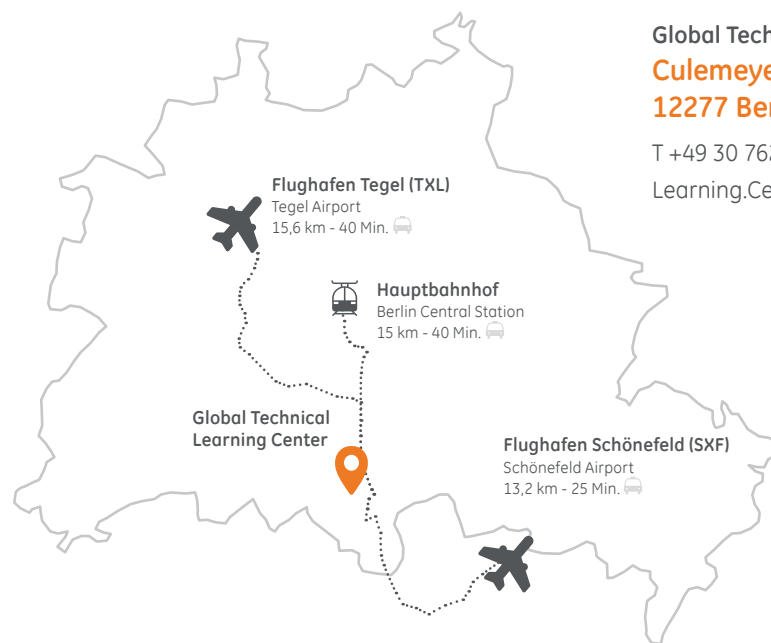 Global Tech
Culemeye
12277 Ber
T +49 30 762
Learning.Ce
Flughafen Tegel (TXL)
Tegel Airport
15,6 km - 40 Min.
Hauptbahnhof
Berlin Central Station
15 km - 40 Min.
Global Technical
Learning Center
Flughafen Schönefeld (SXF)
Schönefeld Airport
13,2 km - 25 Min.